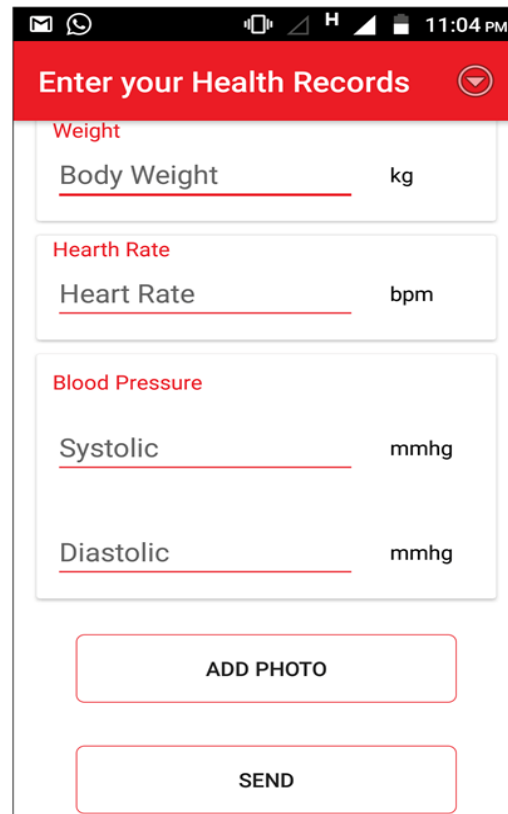 H 11:04 PM
Enter your Health Records
Weight
Body Weight kg
Hearth Rate
Heart Rate bpm
Blood Pressure
Systolic mmhg
Diastolic mmhg
ADD PHOTO
SEND